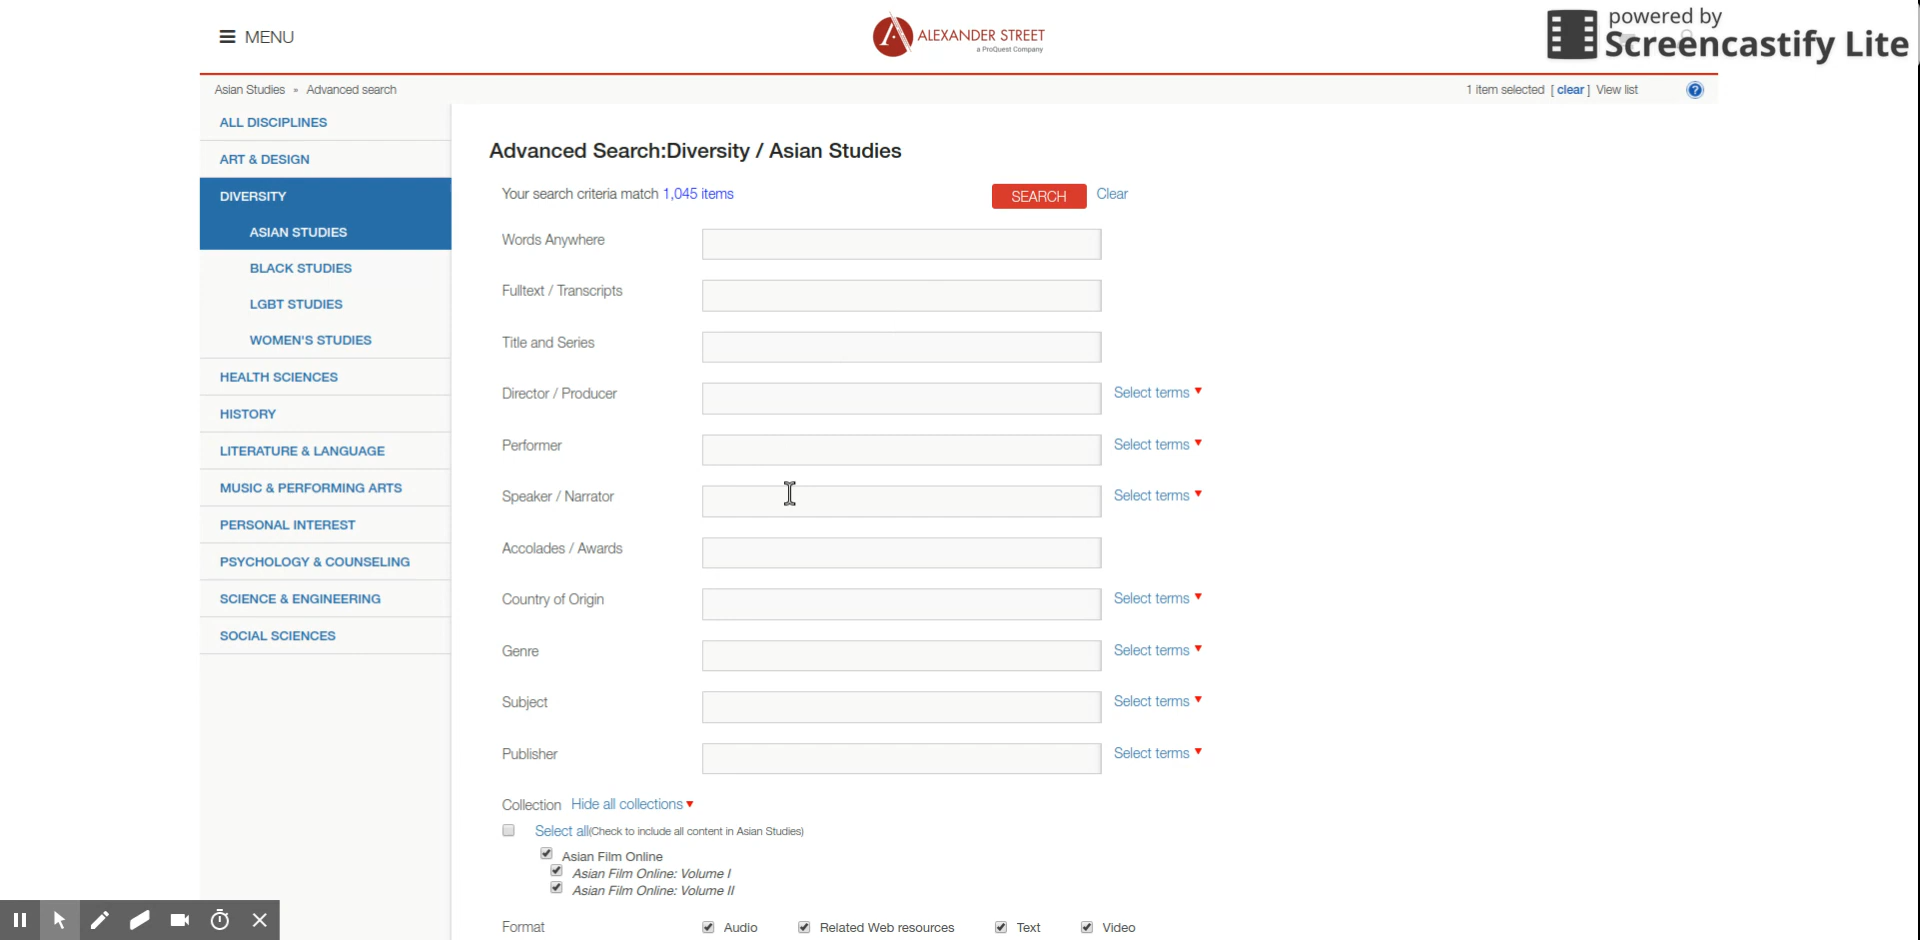 MENU
ALEXANDER STREET
a ProQuest Company
powered by
Screencastify Lite
Asian Studies » Advanced search
1 item selected [ clear ] View list
?
ALL DISCIPLINES
ART & DESIGN
DIVERSITY
ASIAN STUDIES
BLACK STUDIES
LGBT STUDIES
WOMEN'S STUDIES
HEALTH SCIENCES
HISTORY
LITERATURE & LANGUAGE
MUSIC & PERFORMING ARTS
PERSONAL INTEREST
PSYCHOLOGY & COUNSELING
SCIENCE & ENGINEERING
SOCIAL SCIENCES
Advanced Search:Diversity / Asian Studies
Your search criteria match 1,045 items
SEARCH Clear
Words Anywhere
Fulltext / Transcripts
Title and Series
Director / Producer Select terms
Performer Select terms
Speaker / Narrator Select terms
Accolades / Awards
Country of Origin Select terms
Genre Select terms
Subject Select terms
Publisher Select terms
Collection Hide all collections
Select all(Check to include all content in Asian Studies)
Asian Film Online
Asian Film Online: Volume I
Asian Film Online: Volume II
Format Audio Related Web resources Text Video